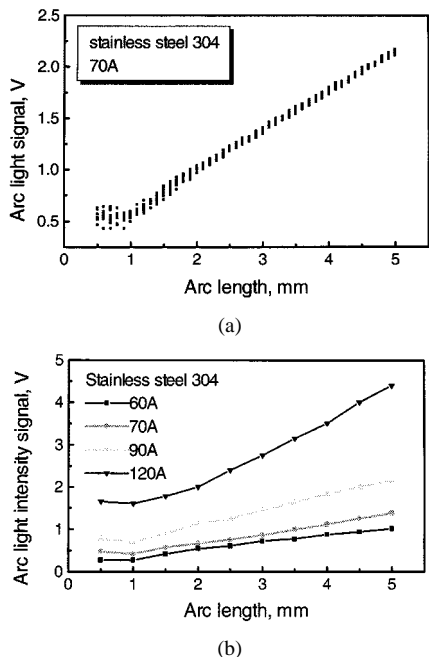 stainless steel 304
70A
Arc light signal, V
2.5
2.0
1.5
1.0
0.5
0 1 2 3 4 5
Arc length, mm
(a)
Arc light intensity signal, V
5
4
3
2
1
0
Stainless steel 304
60A
70A
90A
120A
0 1 2 3 4 5
Arc length, mm
(b)